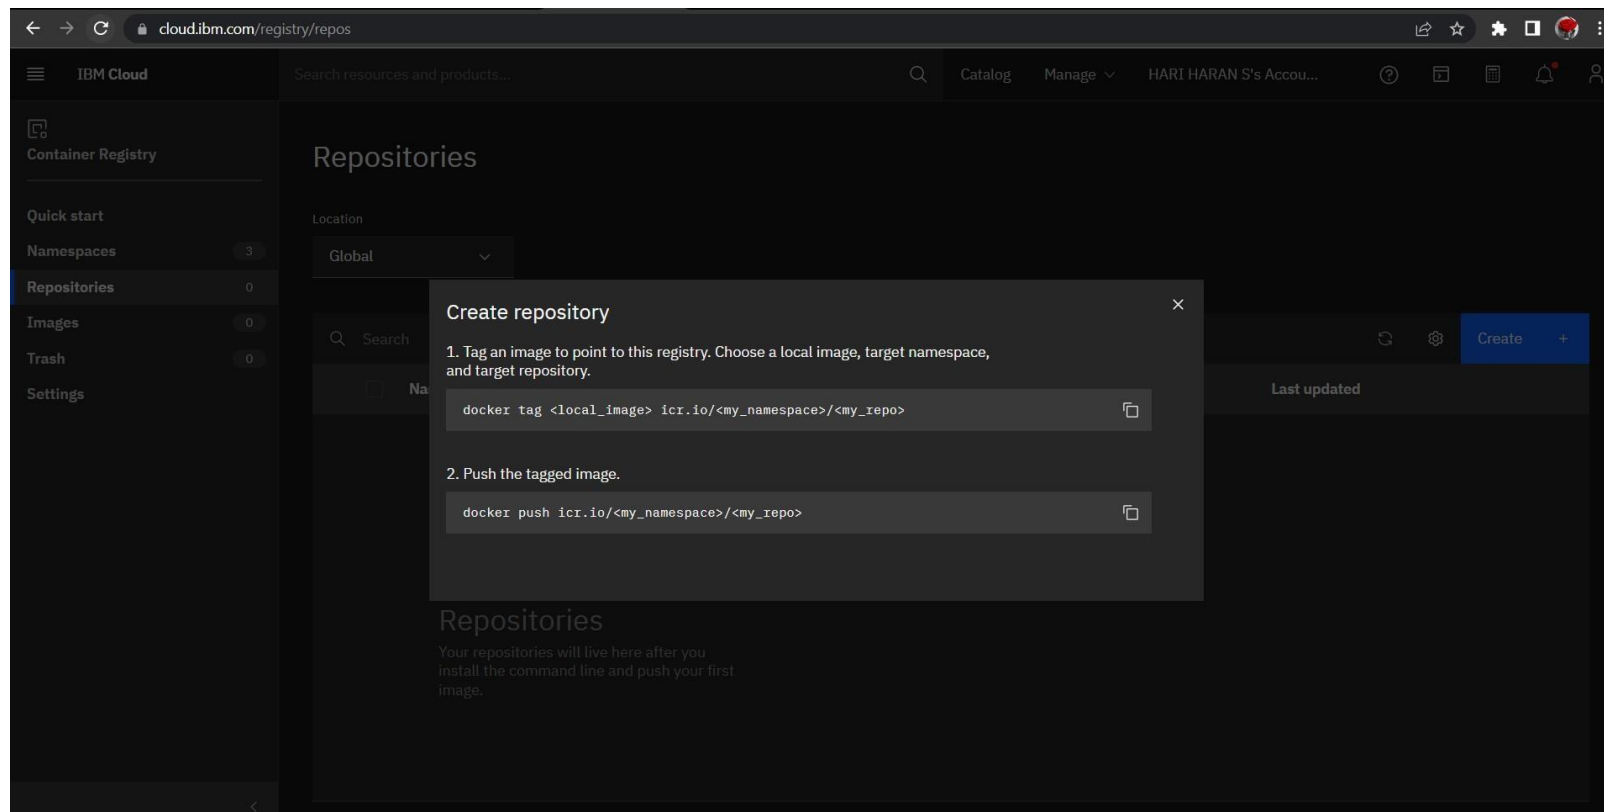 cloud.ibm.com/registry/repos
IBM Cloud
Search resources and products...
Catalog
Manage
HARI HARAN S's Accou...
Container Registry
Quick start
Namespaces 3
Repositories 0
Images 0
Trash 0
Settings
Repositories
Location
Global
Search
Create +
Na
Last updated
Create repository
1. Tag an image to point to this registry. Choose a local image, target namespace,
and target repository.
docker tag <local_image> icr.io/<my_namespace>/<my_repo>
2. Push the tagged image.
docker push icr.io/<my_namespace>/<my_repo>
Repositories
Your repositories will live here after you
install the command line and push your first
image.